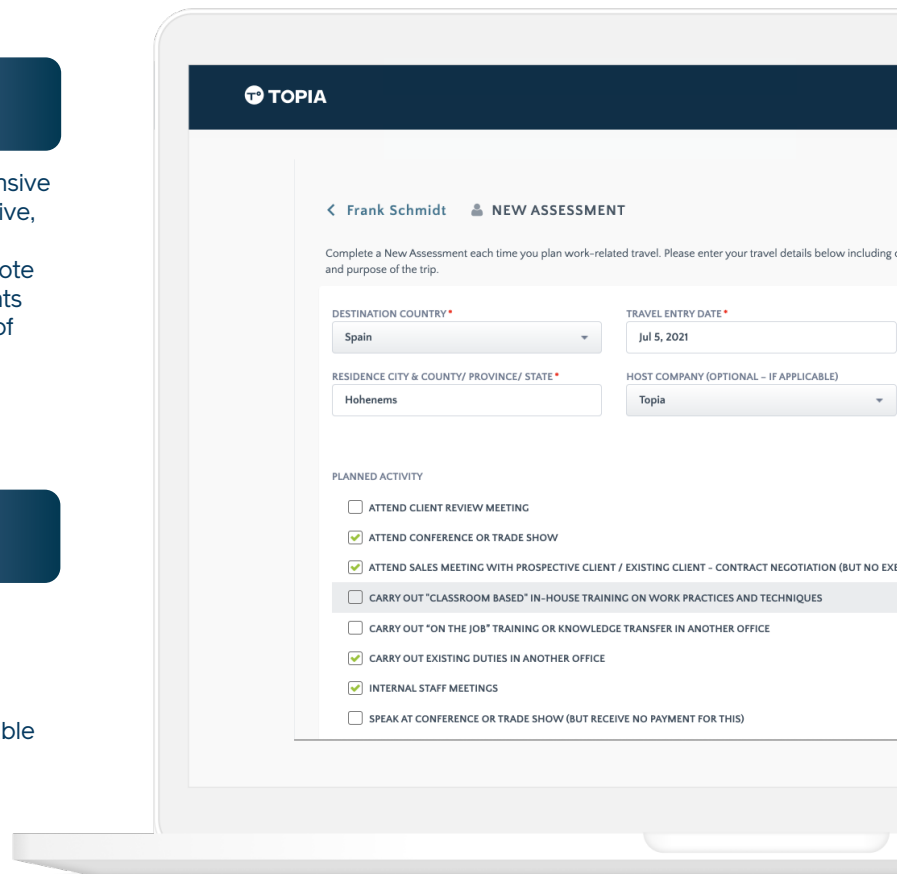 nsive
ive,
ote
nts
of
ble
TOPIA
Frank Schmidt NEW ASSESSMENT
Complete a New Assessment each time you plan work-related travel. Please enter your travel details below including
and purpose of the trip.
DESTINATION COUNTRY * TRAVEL ENTRY DATE *
Spain Jul 5, 2021
RESIDENCE CITY & COUNTY/ PROVINCE/ STATE * HOST COMPANY (OPTIONAL – IF APPLICABLE)
Hohenems Topia
PLANNED ACTIVITY
ATTEND CLIENT REVIEW MEETING
ATTEND CONFERENCE OR TRADE SHOW
ATTEND SALES MEETING WITH PROSPECTIVE CLIENT / EXISTING CLIENT - CONTRACT NEGOTIATION (BUT NO EXE
CARRY OUT "CLASSROOM BASED" IN-HOUSE TRAINING ON WORK PRACTICES AND TECHNIQUES
CARRY OUT “ON THE JOB” TRAINING OR KNOWLEDGE TRANSFER IN ANOTHER OFFICE
CARRY OUT EXISTING DUTIES IN ANOTHER OFFICE
INTERNAL STAFF MEETINGS
SPEAK AT CONFERENCE OR TRADE SHOW (BUT RECEIVE NO PAYMENT FOR THIS)